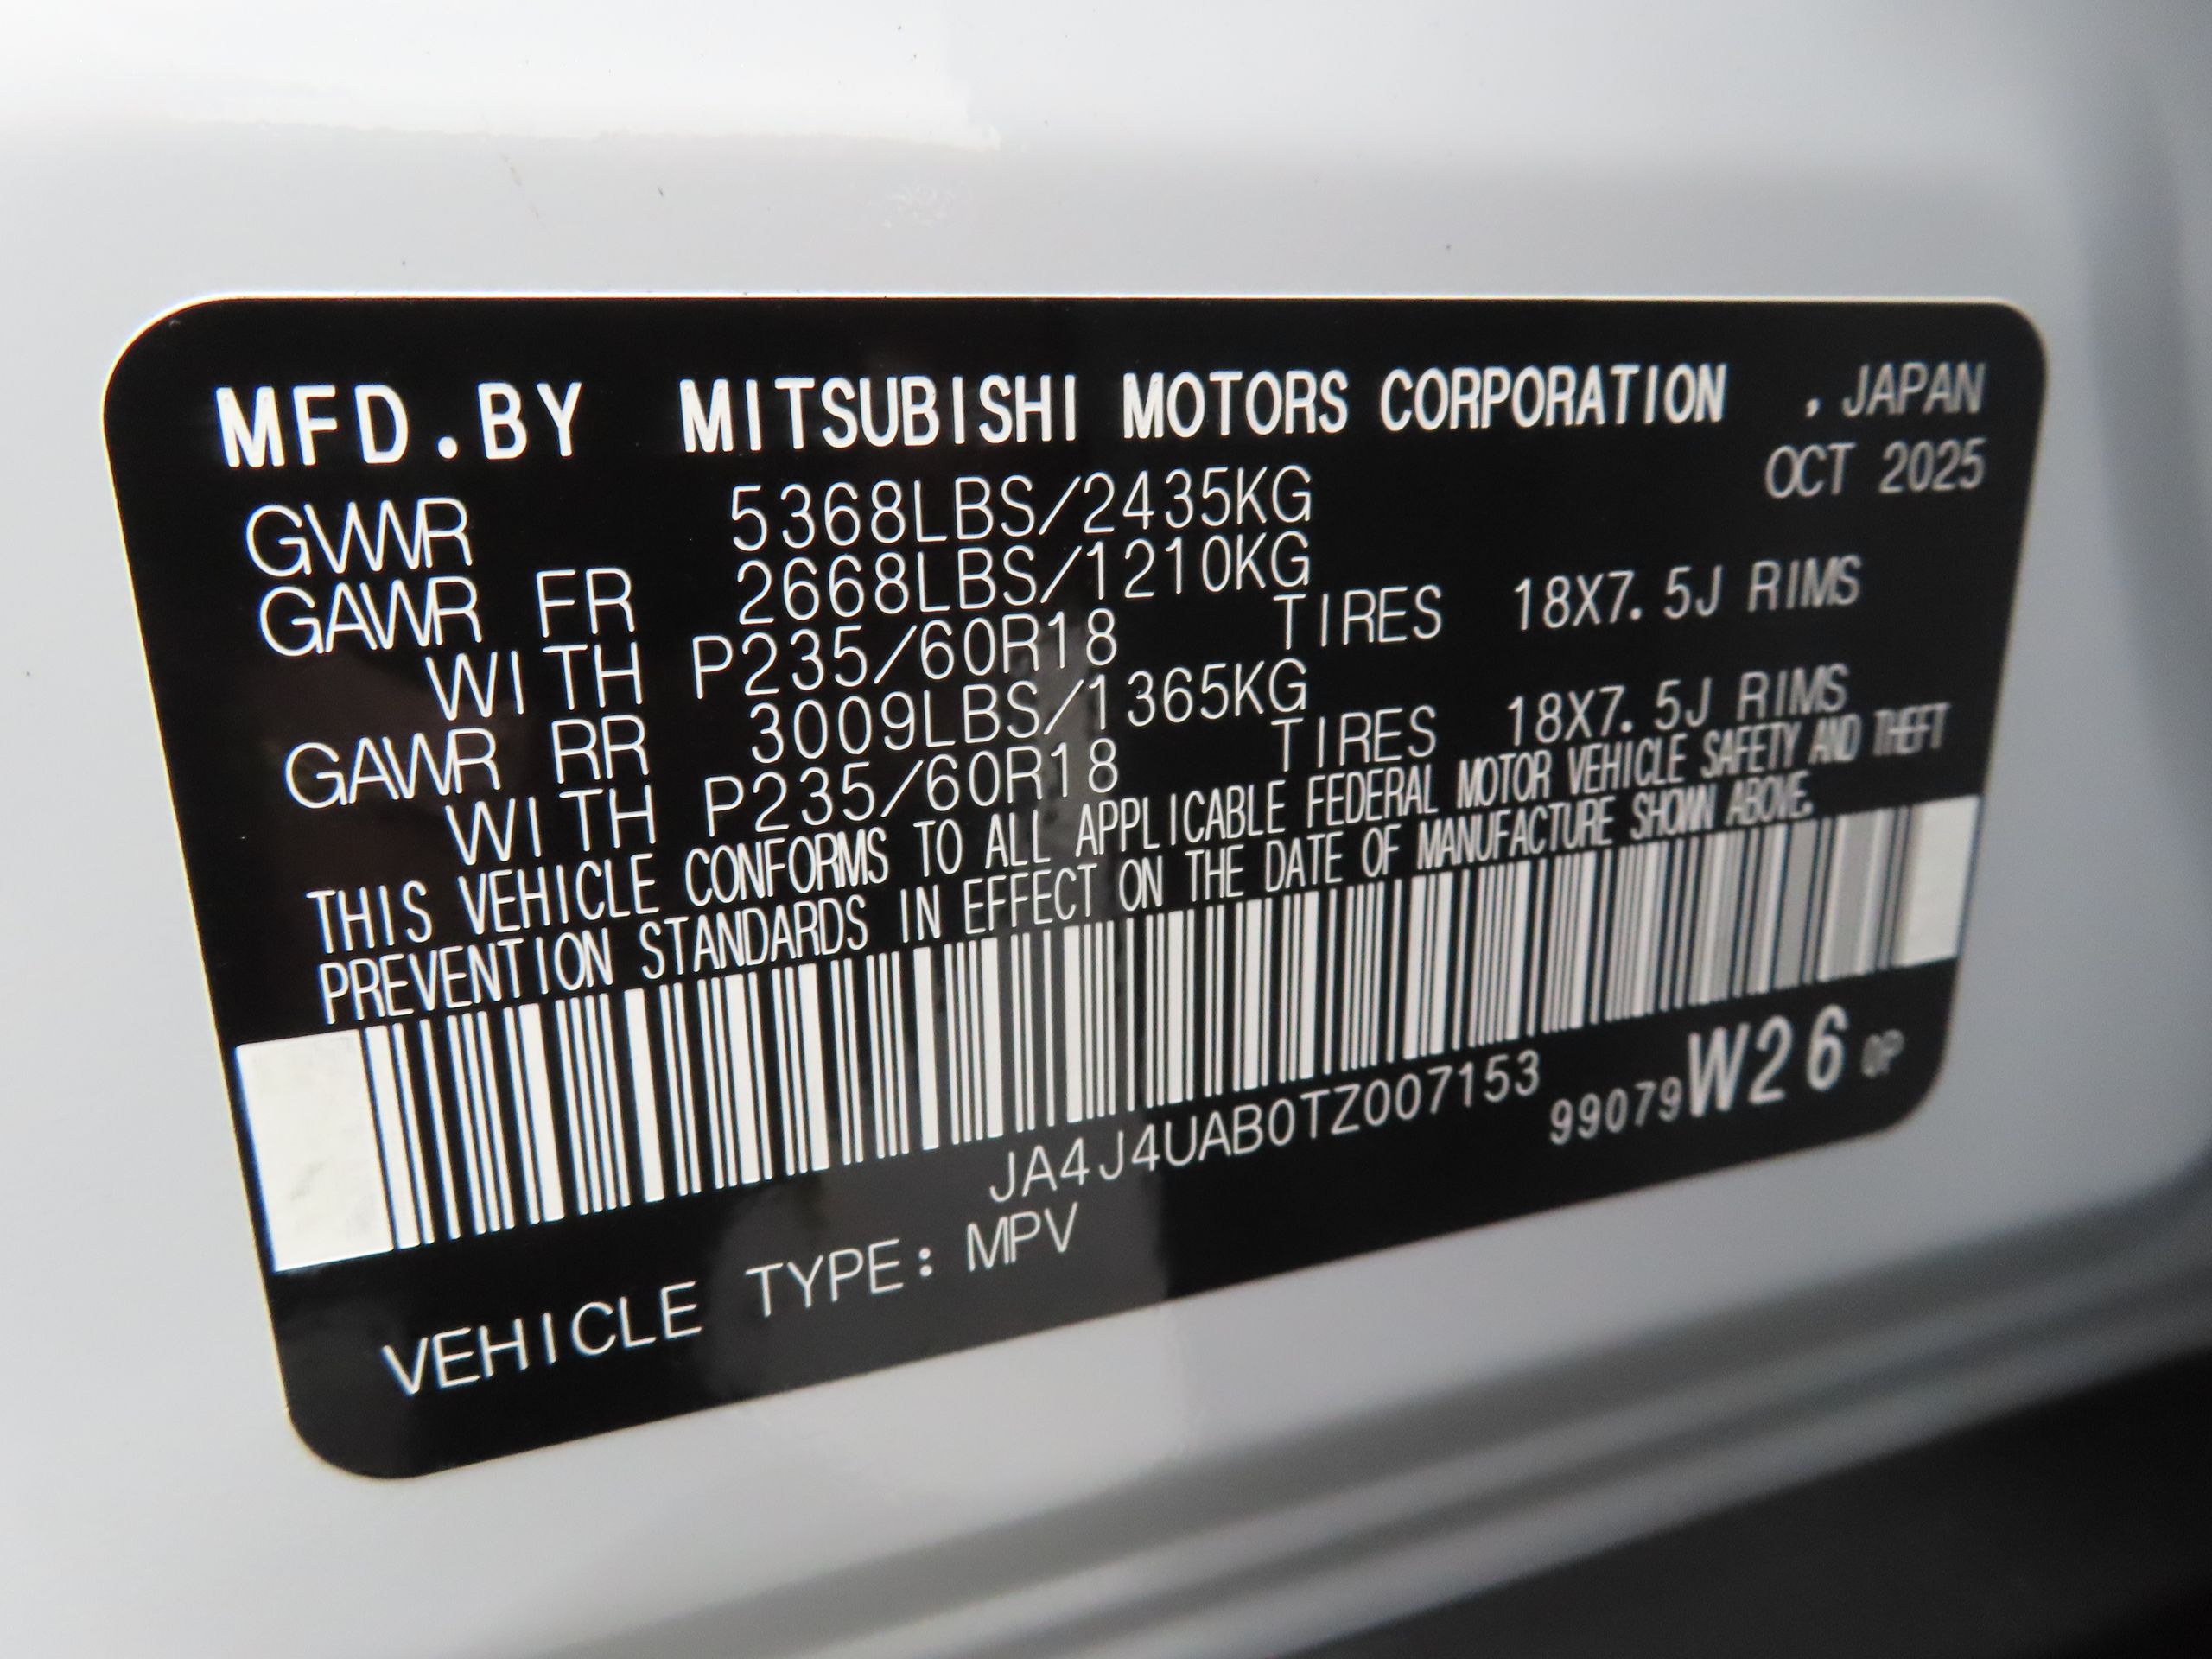 MFD.BY MITSUBISHI MOTORS CORPORATION , JAPAN
OCT 2025
GVWR 5368LBS/2435KG
GAWR FR 2668LBS/1210KG
WITH P235/60R18 TIRES 18X7.5J RIMS
GAWR RR 3009LBS/1365KG
WITH P235/60R18 TIRES 18X7.5J RIMS
THIS VEHICLE CONFORMS TO ALL APPLICABLE FEDERAL MOTOR VEHICLE SAFETY AND THEFT
PREVENTION STANDARDS IN EFFECT ON THE DATE OF MANUFACTURE SHOWN ABOVE.
JA4J4UAB0TZ007153 99079W26 0P
VEHICLE TYPE: MPV